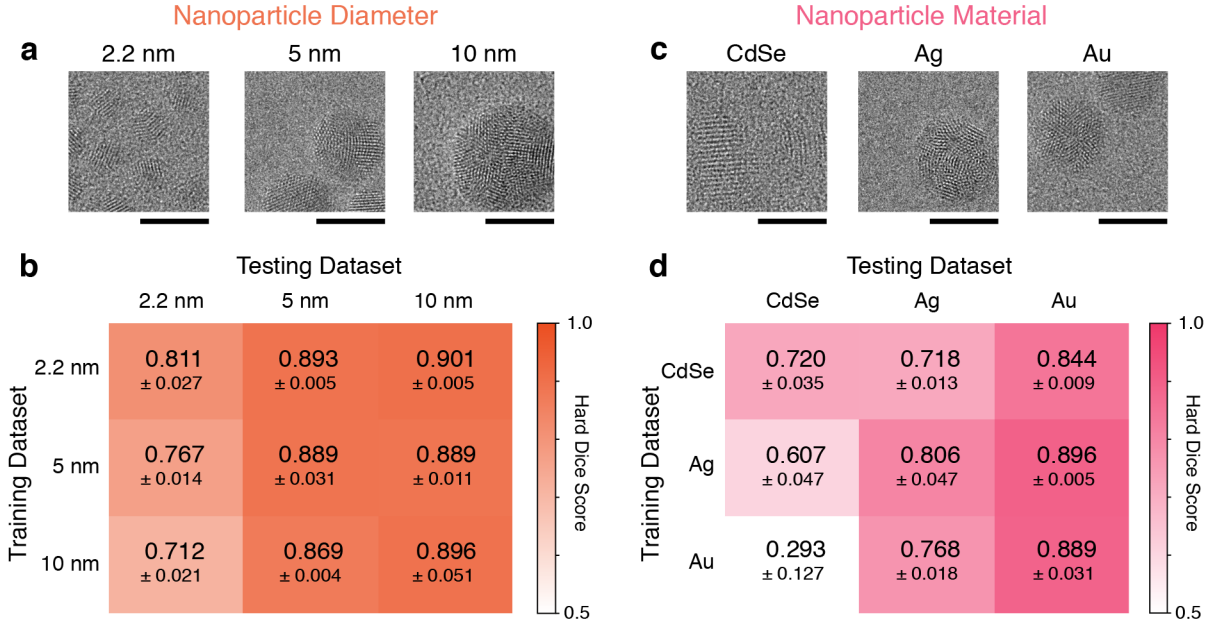 Nanoparticle Diameter
a
2.2 nm
5 nm
10 nm
b
Testing Dataset
2.2 nm
5 nm
10 nm
Training Dataset
2.2 nm
0.811
± 0.027
0.893
± 0.005
0.901
± 0.005
5 nm
0.767
± 0.014
0.889
± 0.031
0.889
± 0.011
10 nm
0.712
± 0.021
0.869
± 0.004
0.896
± 0.051
1.0
Hard Dice Score
0.5
Nanoparticle Material
c
CdSe
Ag
Au
d
Testing Dataset
CdSe
Ag
Au
Training Dataset
CdSe
0.720
± 0.035
0.718
± 0.013
0.844
± 0.009
Ag
0.607
± 0.047
0.806
± 0.047
0.896
± 0.005
Au
0.293
± 0.127
0.768
± 0.018
0.889
± 0.031
1.0
Hard Dice Score
0.5